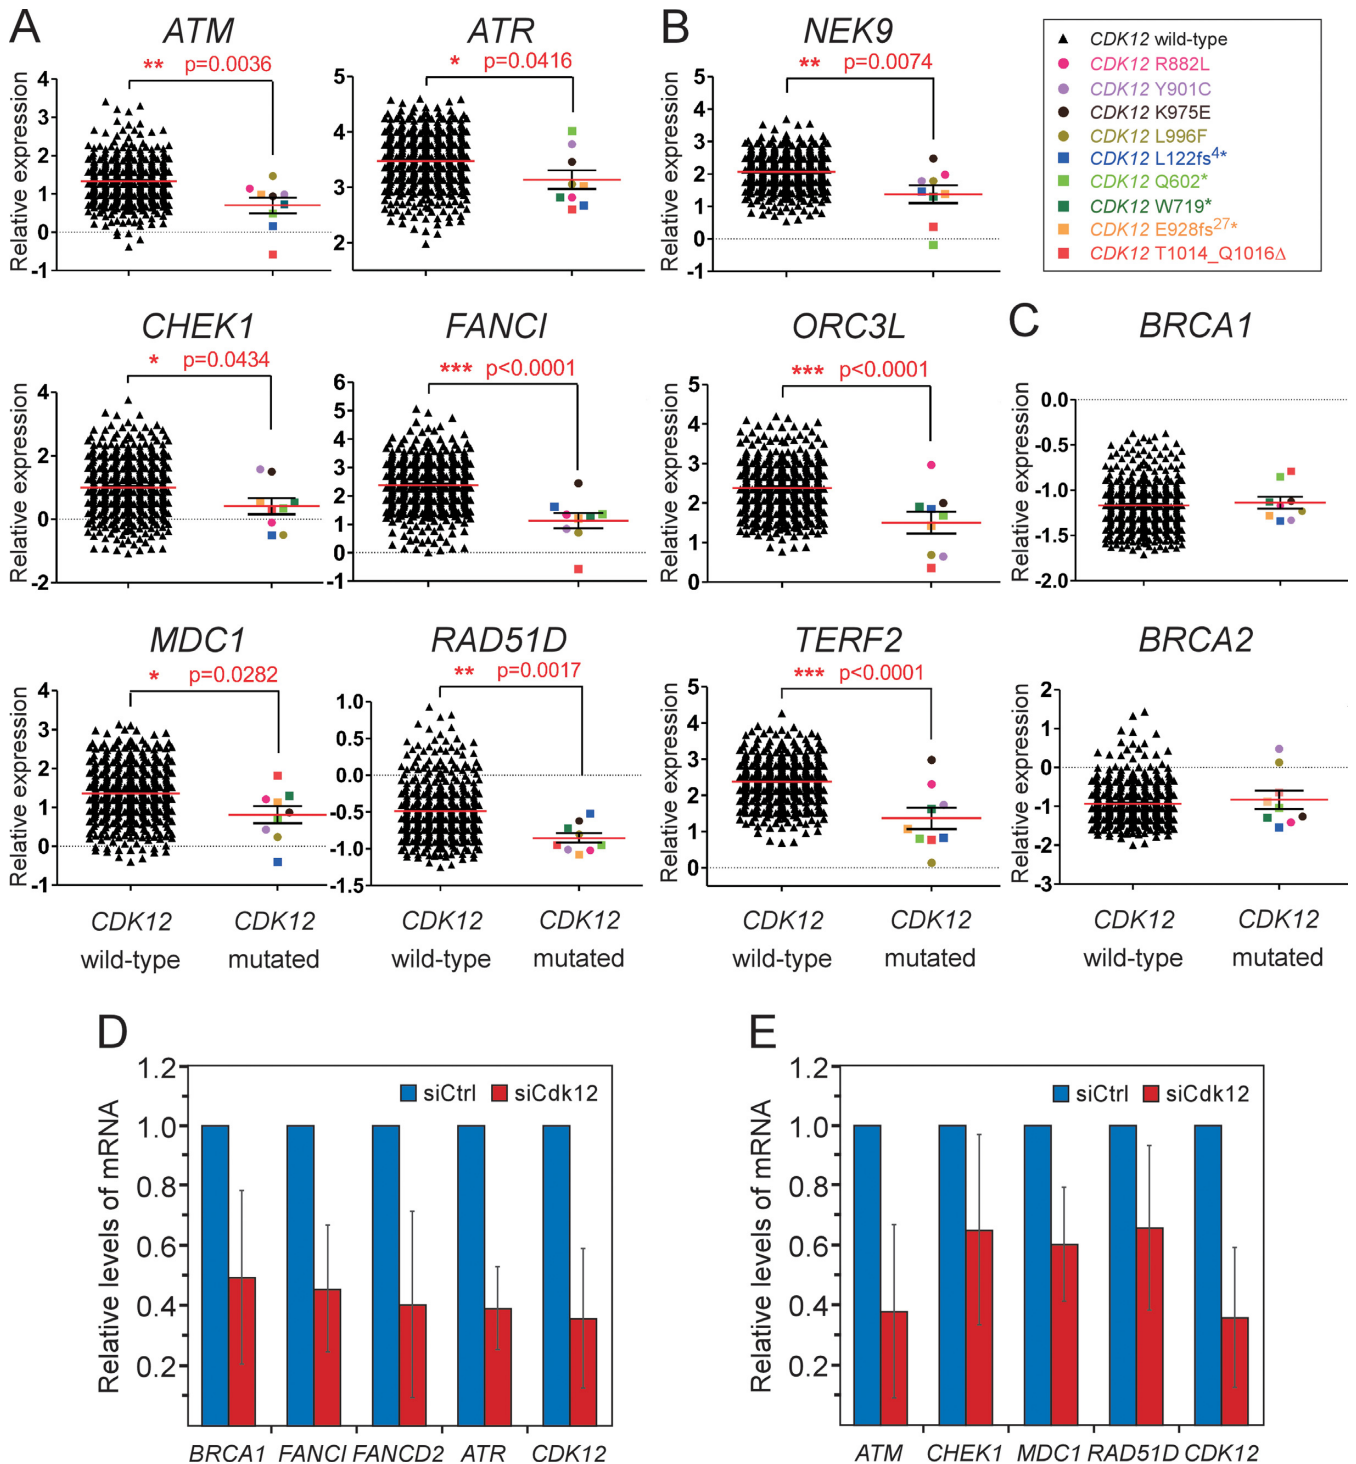 A
ATM
** p=0.0036
Relative expression
4
3
2
1
0
-1
ATR
* p=0.0416
5
4
3
2
B
NEK9
** p=0.0074
Relative expression
5
4
3
2
1
0
-1
CDK12 wild-type
CDK12 R882L
CDK12 Y901C
CDK12 K975E
CDK12 L996F
CDK12 L122fs4*
CDK12 Q602*
CDK12 W719*
CDK12 E928fs27*
CDK12 T1014_Q1016Δ
CHEK1
* p=0.0434
Relative expression
4
2
0
-2
FANCI
*** p<0.0001
6
5
4
3
2
1
0
-1
ORC3L
*** p<0.0001
Relative expression
5
4
3
2
1
0
C
BRCA1
Relative expression
0.0
-0.5
-1.0
-1.5
-2.0
MDC1
* p=0.0282
Relative expression
4
3
2
1
0
-1
CDK12
wild-type
CDK12
mutated
RAD51D
** p=0.0017
1.0
0.5
0.0
-0.5
-1.0
-1.5
CDK12
wild-type
CDK12
mutated
TERF2
*** p<0.0001
Relative expression
5
4
3
2
1
0
CDK12
wild-type
CDK12
mutated
BRCA2
Relative expression
2
1
0
-1
-2
-3
CDK12
wild-type
CDK12
mutated
D
Relative levels of mRNA
1.2
1.0
0.8
0.6
0.4
0.2
siCtrl siCdk12
BRCA1 FANCI FANCD2 ATR CDK12
E
Relative levels of mRNA
1.2
1.0
0.8
0.6
0.4
0.2
siCtrl siCdk12
ATM CHEK1 MDC1 RAD51D CDK12